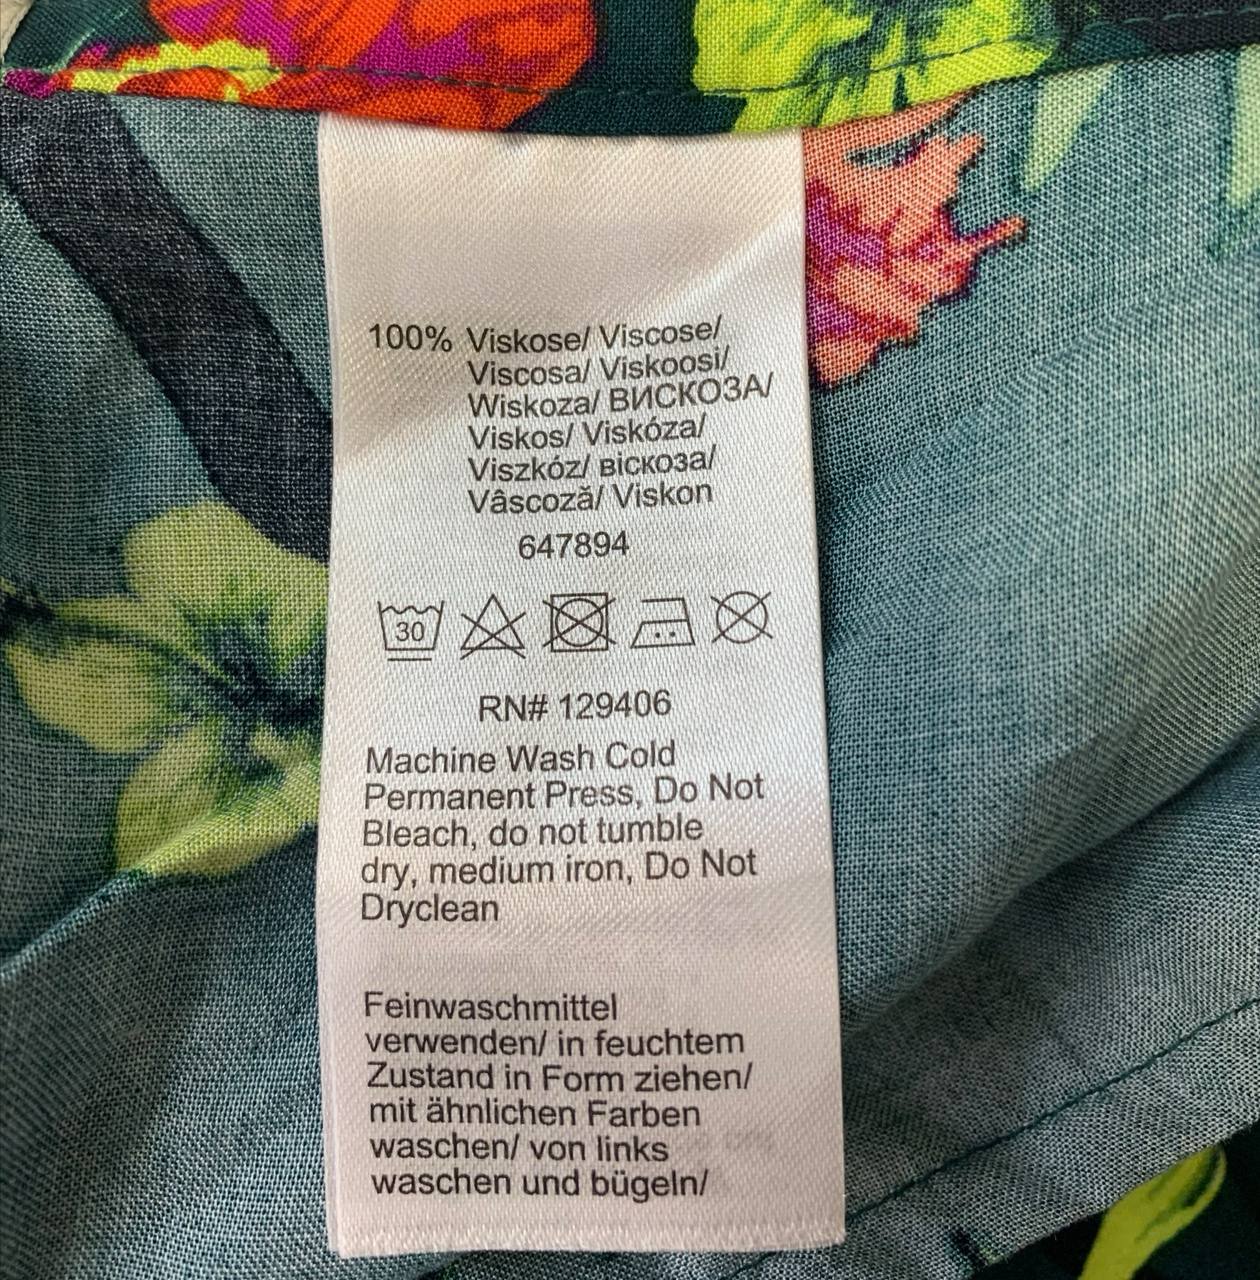 100% Viskose/ Viscose/
Viscosa/ Viskoosi/
Wiskoza/ ВИСКОЗА/
Viskos/ Viskóza/
Viszkóz/ віскоза/
Vâscoză/ Viskon
647894
30
RN# 129406
Machine Wash Cold
Permanent Press, Do Not
Bleach, do not tumble
dry, medium iron, Do Not
Dryclean
Feinwaschmittel
verwenden/ in feuchtem
Zustand in Form ziehen/
mit ähnlichen Farben
waschen/ von links
waschen und bügeln/